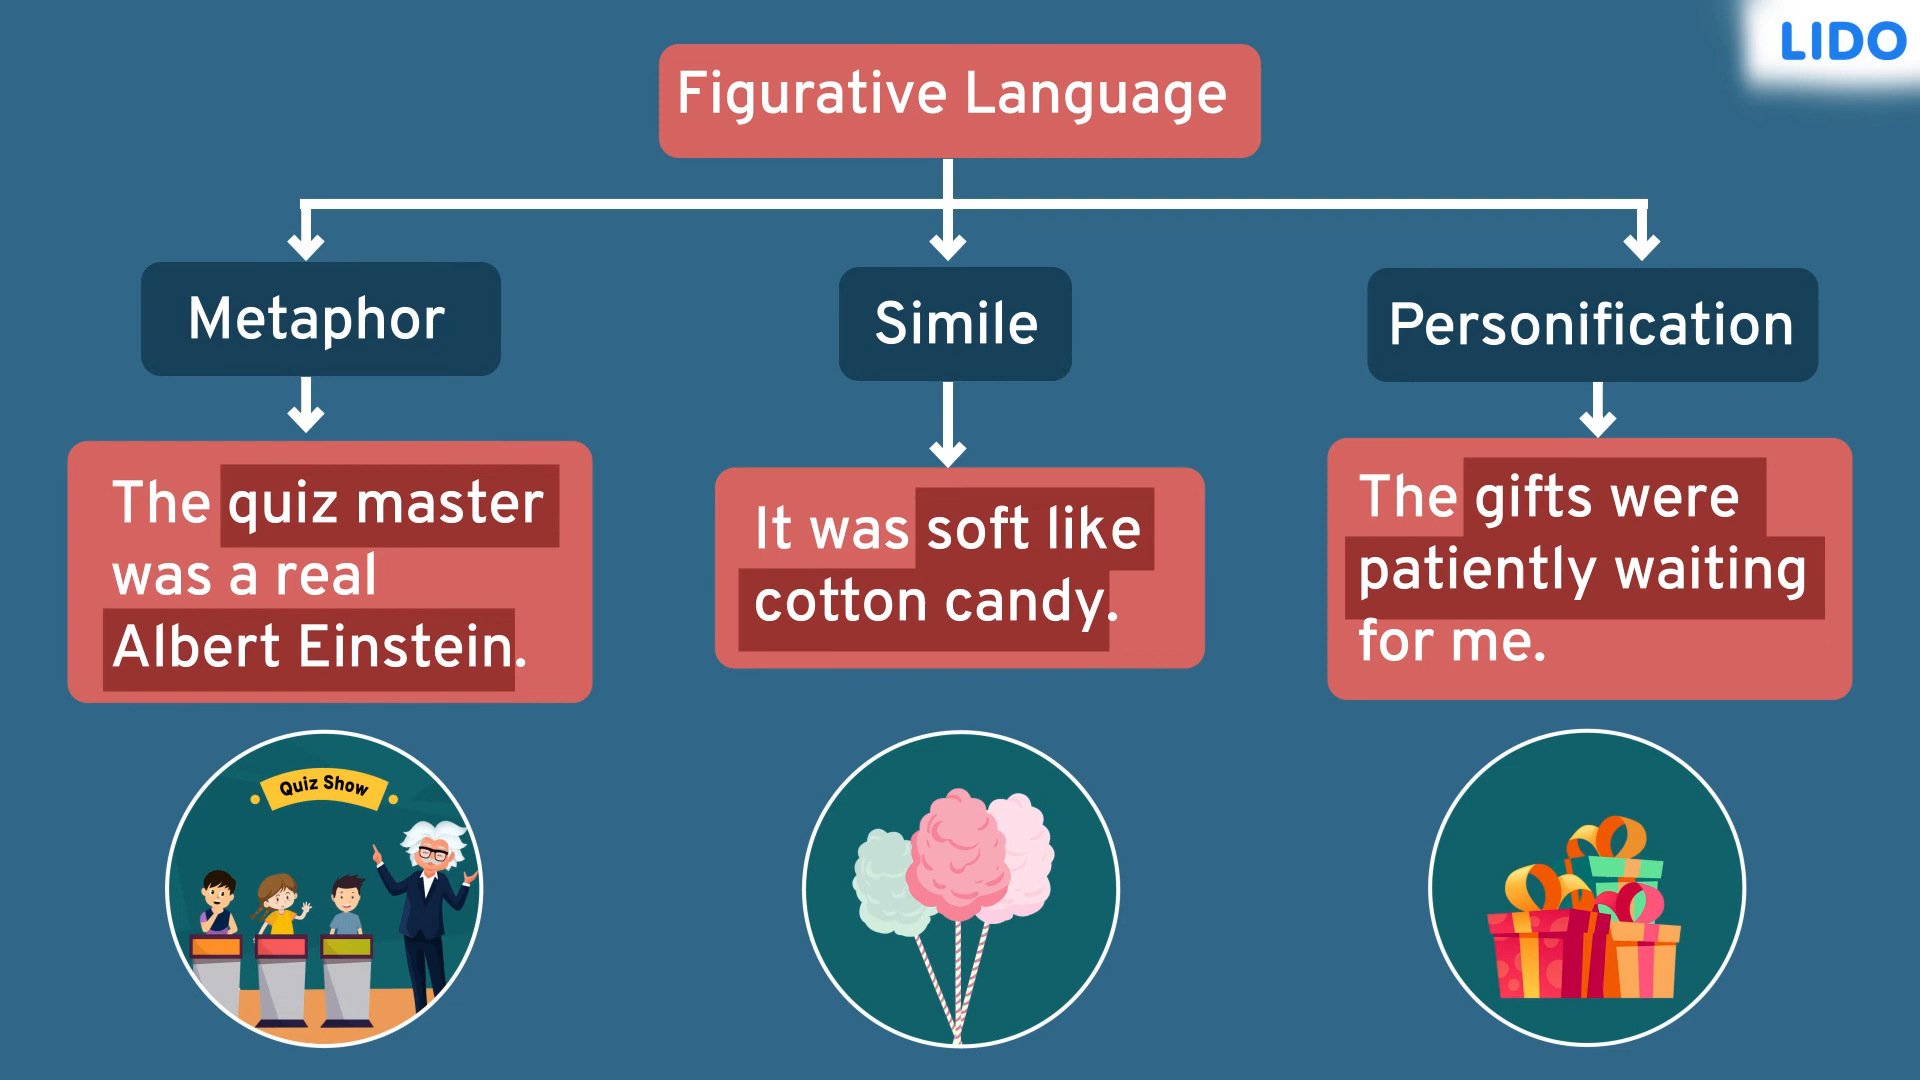 LIDO
Figurative Language
Metaphor
Simile
Personification
The quiz master
was a real
Albert Einstein.
It was soft like
cotton candy.
The gifts were
patiently waiting
for me.
Quiz Show